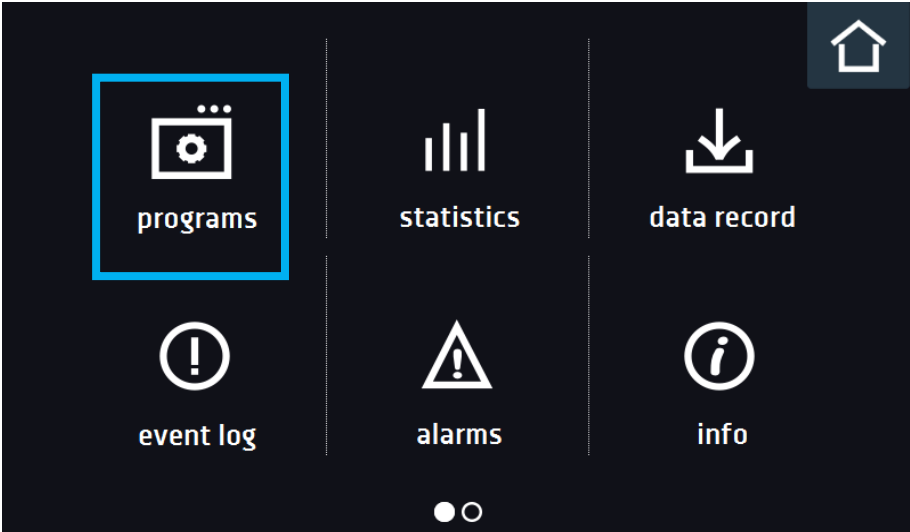 programs
statistics
data record
event log
alarms
info